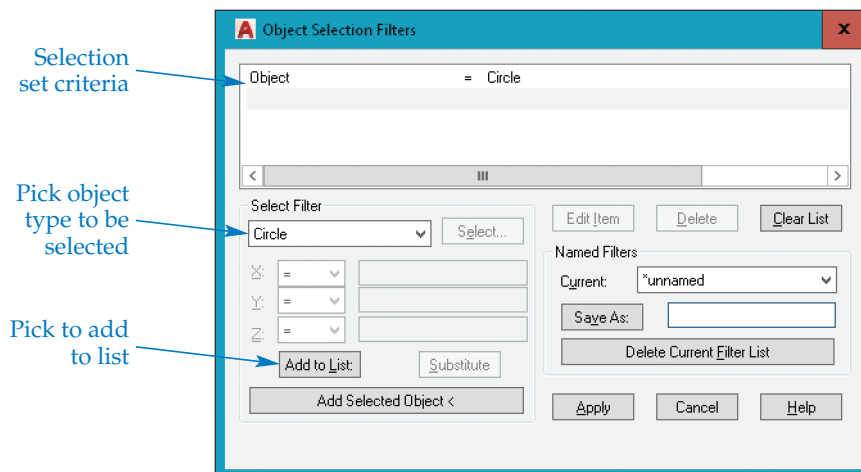 Object Selection Filters
x
Selection
set criteria
Object = Circle
Pick object
type to be
selected
Select Filter
Circle
Select...
X: =
Y: =
Z: =
Pick to add
to list
Add to List:
Substitute
Add Selected Object <
Edit Item
Delete
Clear List
Named Filters
Current: *unnamed
Save As:
Delete Current Filter List
Apply
Cancel
Help